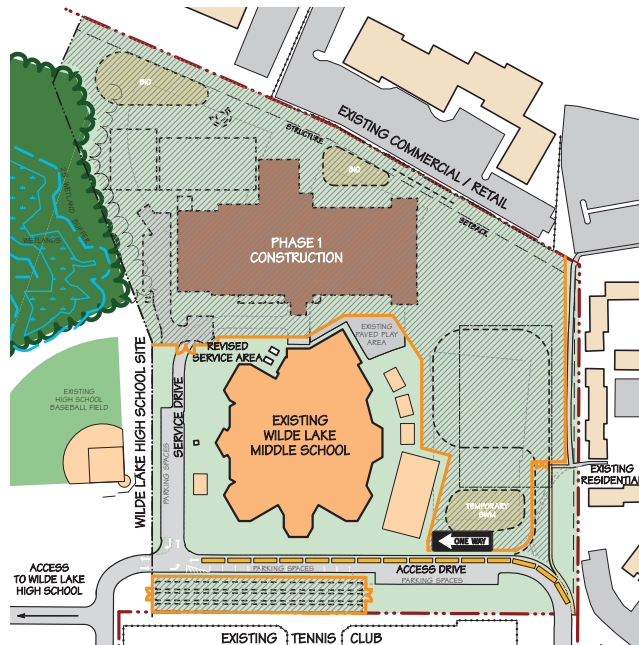 BIO
STRUCTURE
EXISTING COMMERCIAL / RETAIL
BIO
SETBACK
WETLAND BUFFER
WETLANDS
PHASE 1
CONSTRUCTION
EXISTING
PAVED PLAY
AREA
REVISED
SERVICE AREA
WILDE LAKE HIGH SCHOOL SITE
SERVICE DRIVE
PARKING SPACES
EXISTING
HIGH SCHOOL
BASEBALL FIELD
EXISTING
WILDE LAKE
MIDDLE SCHOOL
EXISTING
RESIDENTIAL
TEMPORARY
SWM
ONE WAY
ACCESS
TO WILDE LAKE
HIGH SCHOOL
PARKING SPACES
ACCESS DRIVE
PARKING SPACES
EXISTING TENNIS CLUB